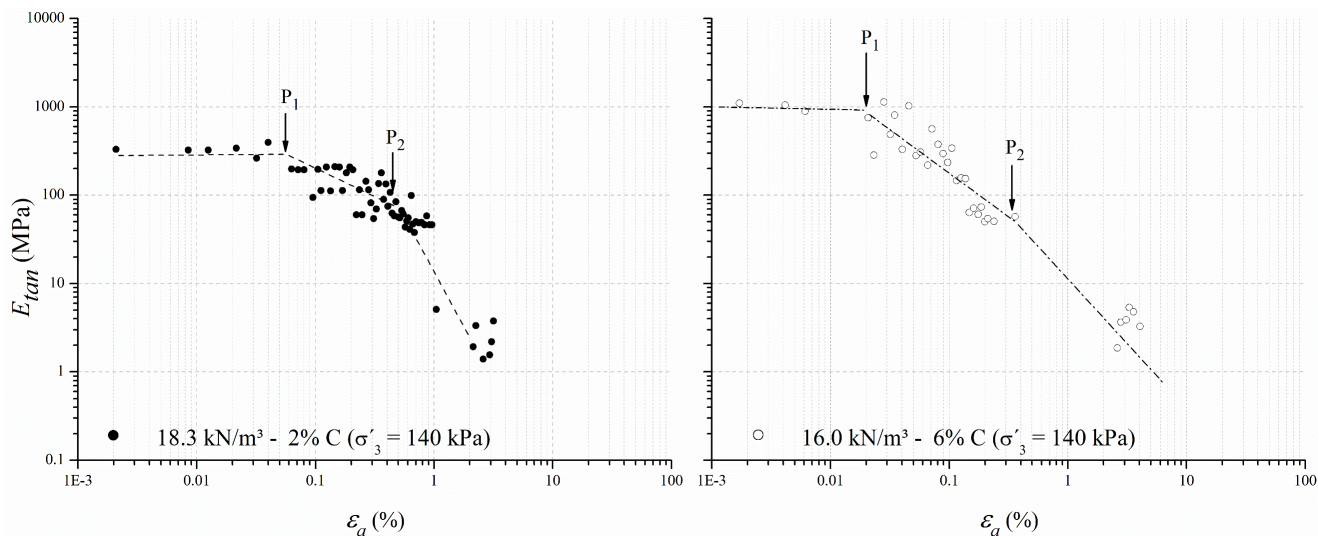 10000
1000
100
10
1
0.1
E_tan (MPa)
P₁
P₂
18.3 kN/m³ - 2% C (σ´₃ = 140 kPa)
1E-3
0.01
0.1
1
10
100
εₐ (%)
P₁
P₂
16.0 kN/m³ - 6% C (σ´₃ = 140 kPa)
1E-3
0.01
0.1
1
10
100
εₐ (%)